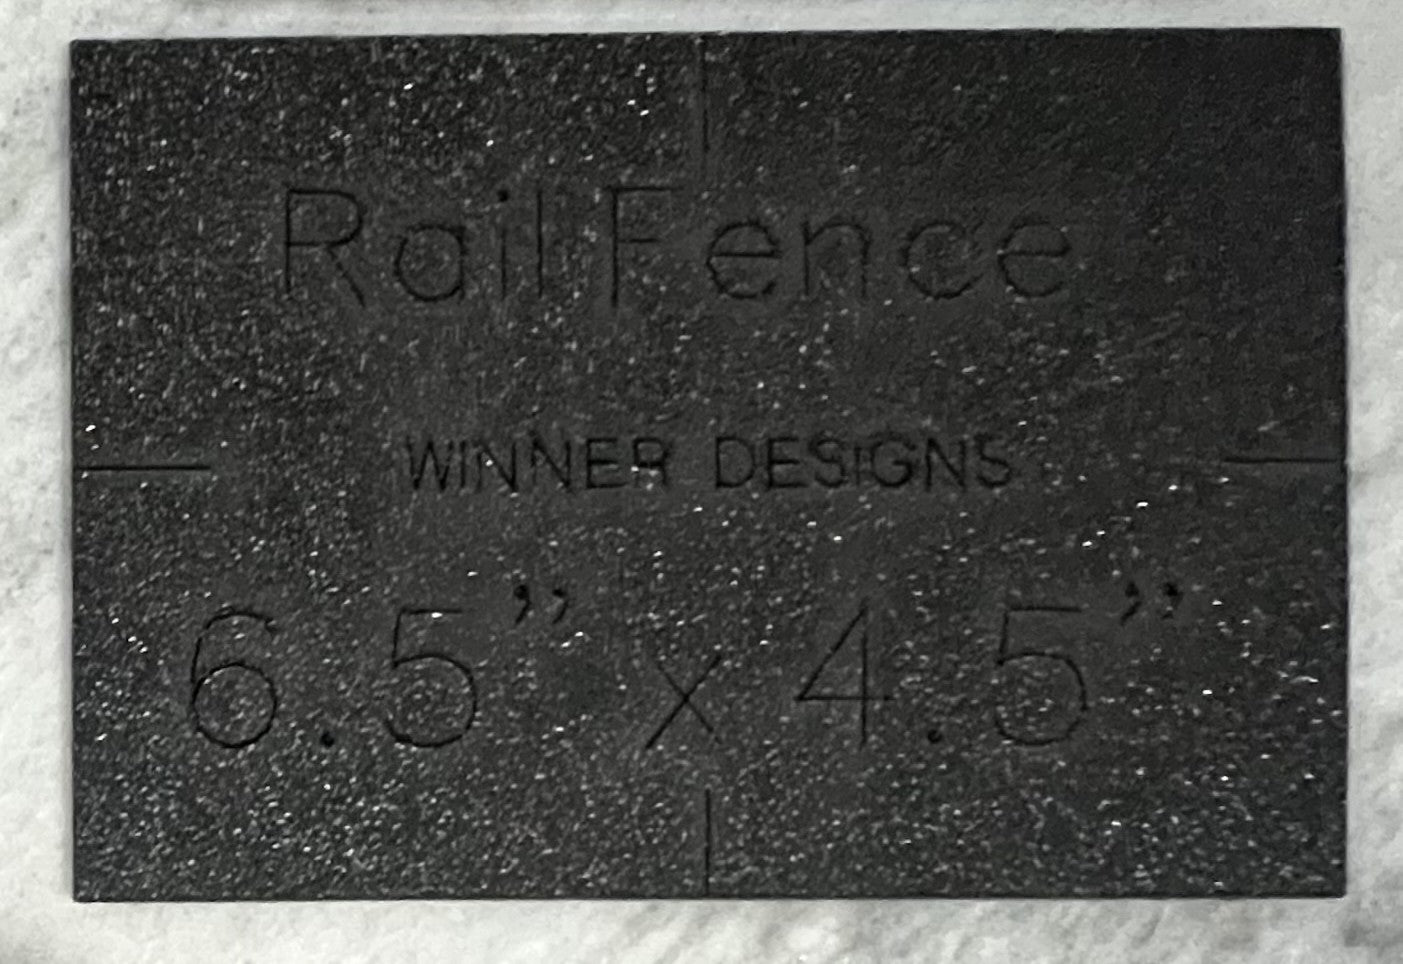 Rail Fence
WINNER DESIGNS
6.5” x 4.5”